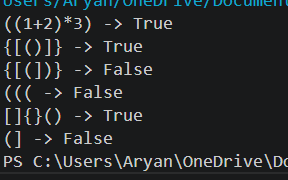 Users/Aryan/OneDrive/Documen
((1+2)*3) -> True
{[()]} -> True
{[(])} -> False
((( -> False
[]{}() -> True
(] -> False
PS C:\Users\Aryan\OneDrive\Do